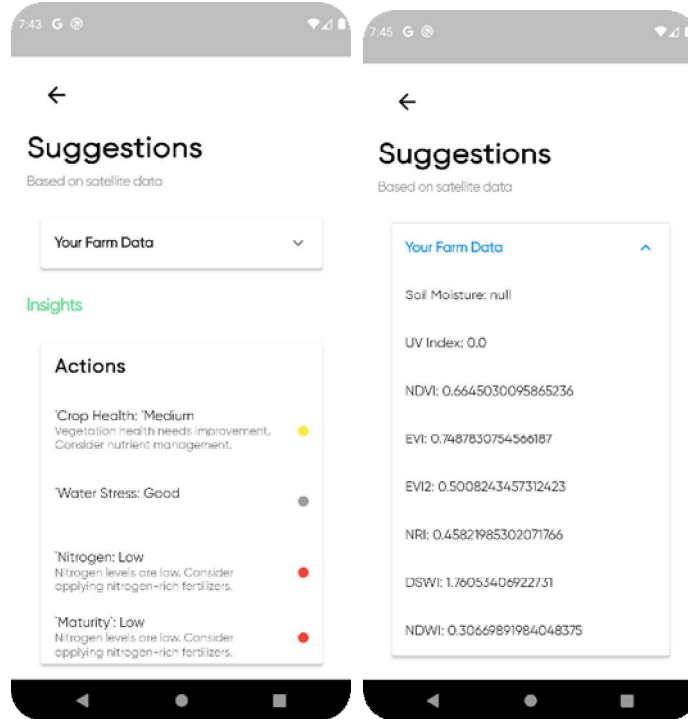 7:43 G
Suggestions
Based on satellite data
Your Farm Data
Insights
Actions
`Crop Health: `Medium
Vegetation health needs improvement.
Consider nutrient management.
`Water Stress: Good
`Nitrogen: Low
Nitrogen levels are low. Consider
applying nitrogen-rich fertilizers.
`Maturity`: Low
Nitrogen levels are low. Consider
applying nitrogen-rich fertilizers.
7:45 G
Suggestions
Based on satellite data
Your Farm Data
Soil Moisture: null
UV Index: 0.0
NDVI: 0.6645030095865236
EVI: 0.7487830754566187
EVI2: 0.5008243457312423
NRI: 0.45821985302071766
DSWI: 1.76053406922731
NDWI: 0.30669891984048375